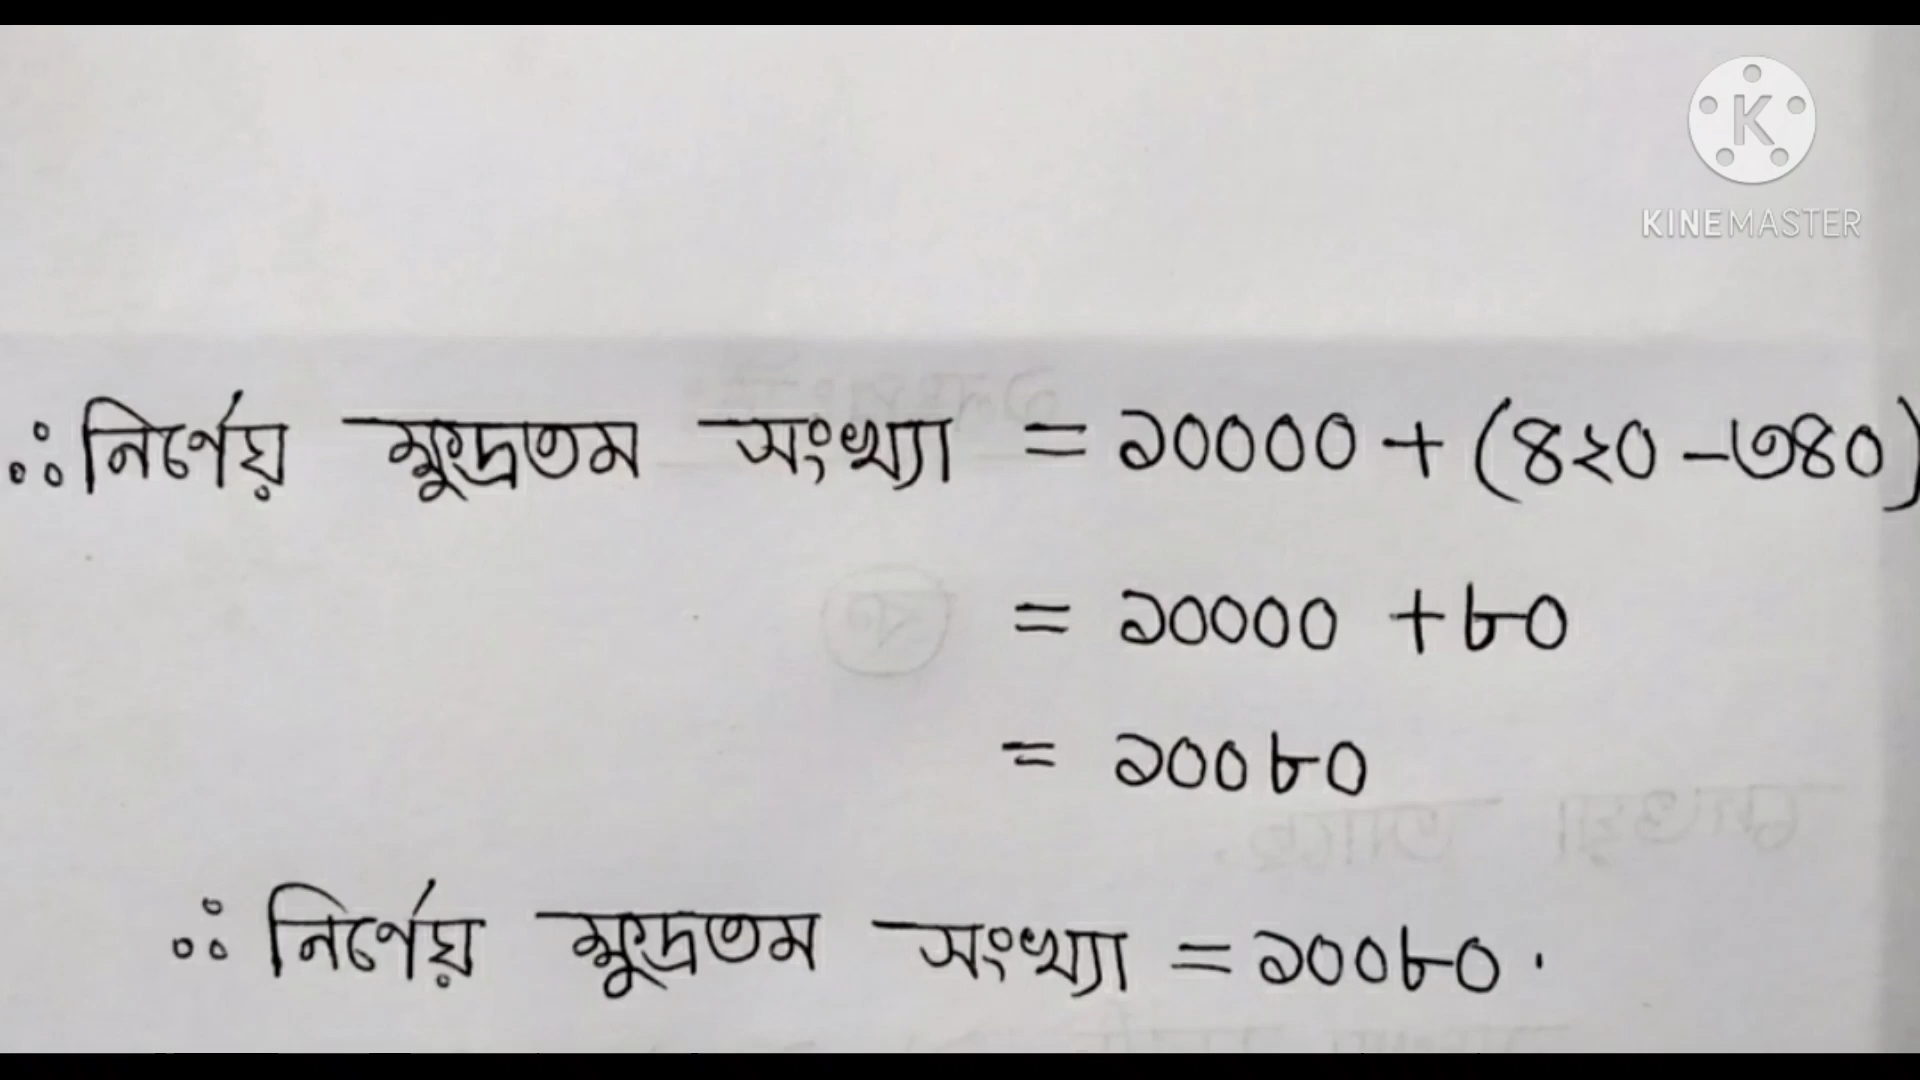 KINEMASTER
∴ নির্ণেয় ক্ষুদ্রতম সংখ্যা = ১০০০০ + (৪২০ - ৩৪০)
= ১০০০০ + ৮০
= ১০০৮০
∴ নির্ণেয় ক্ষুদ্রতম সংখ্যা = ১০০৮০.